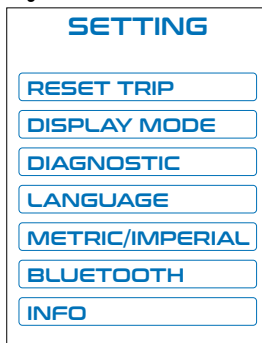 SETTING
RESET TRIP
DISPLAY MODE
DIAGNOSTIC
LANGUAGE
METRIC/IMPERIAL
BLUETOOTH
INFO